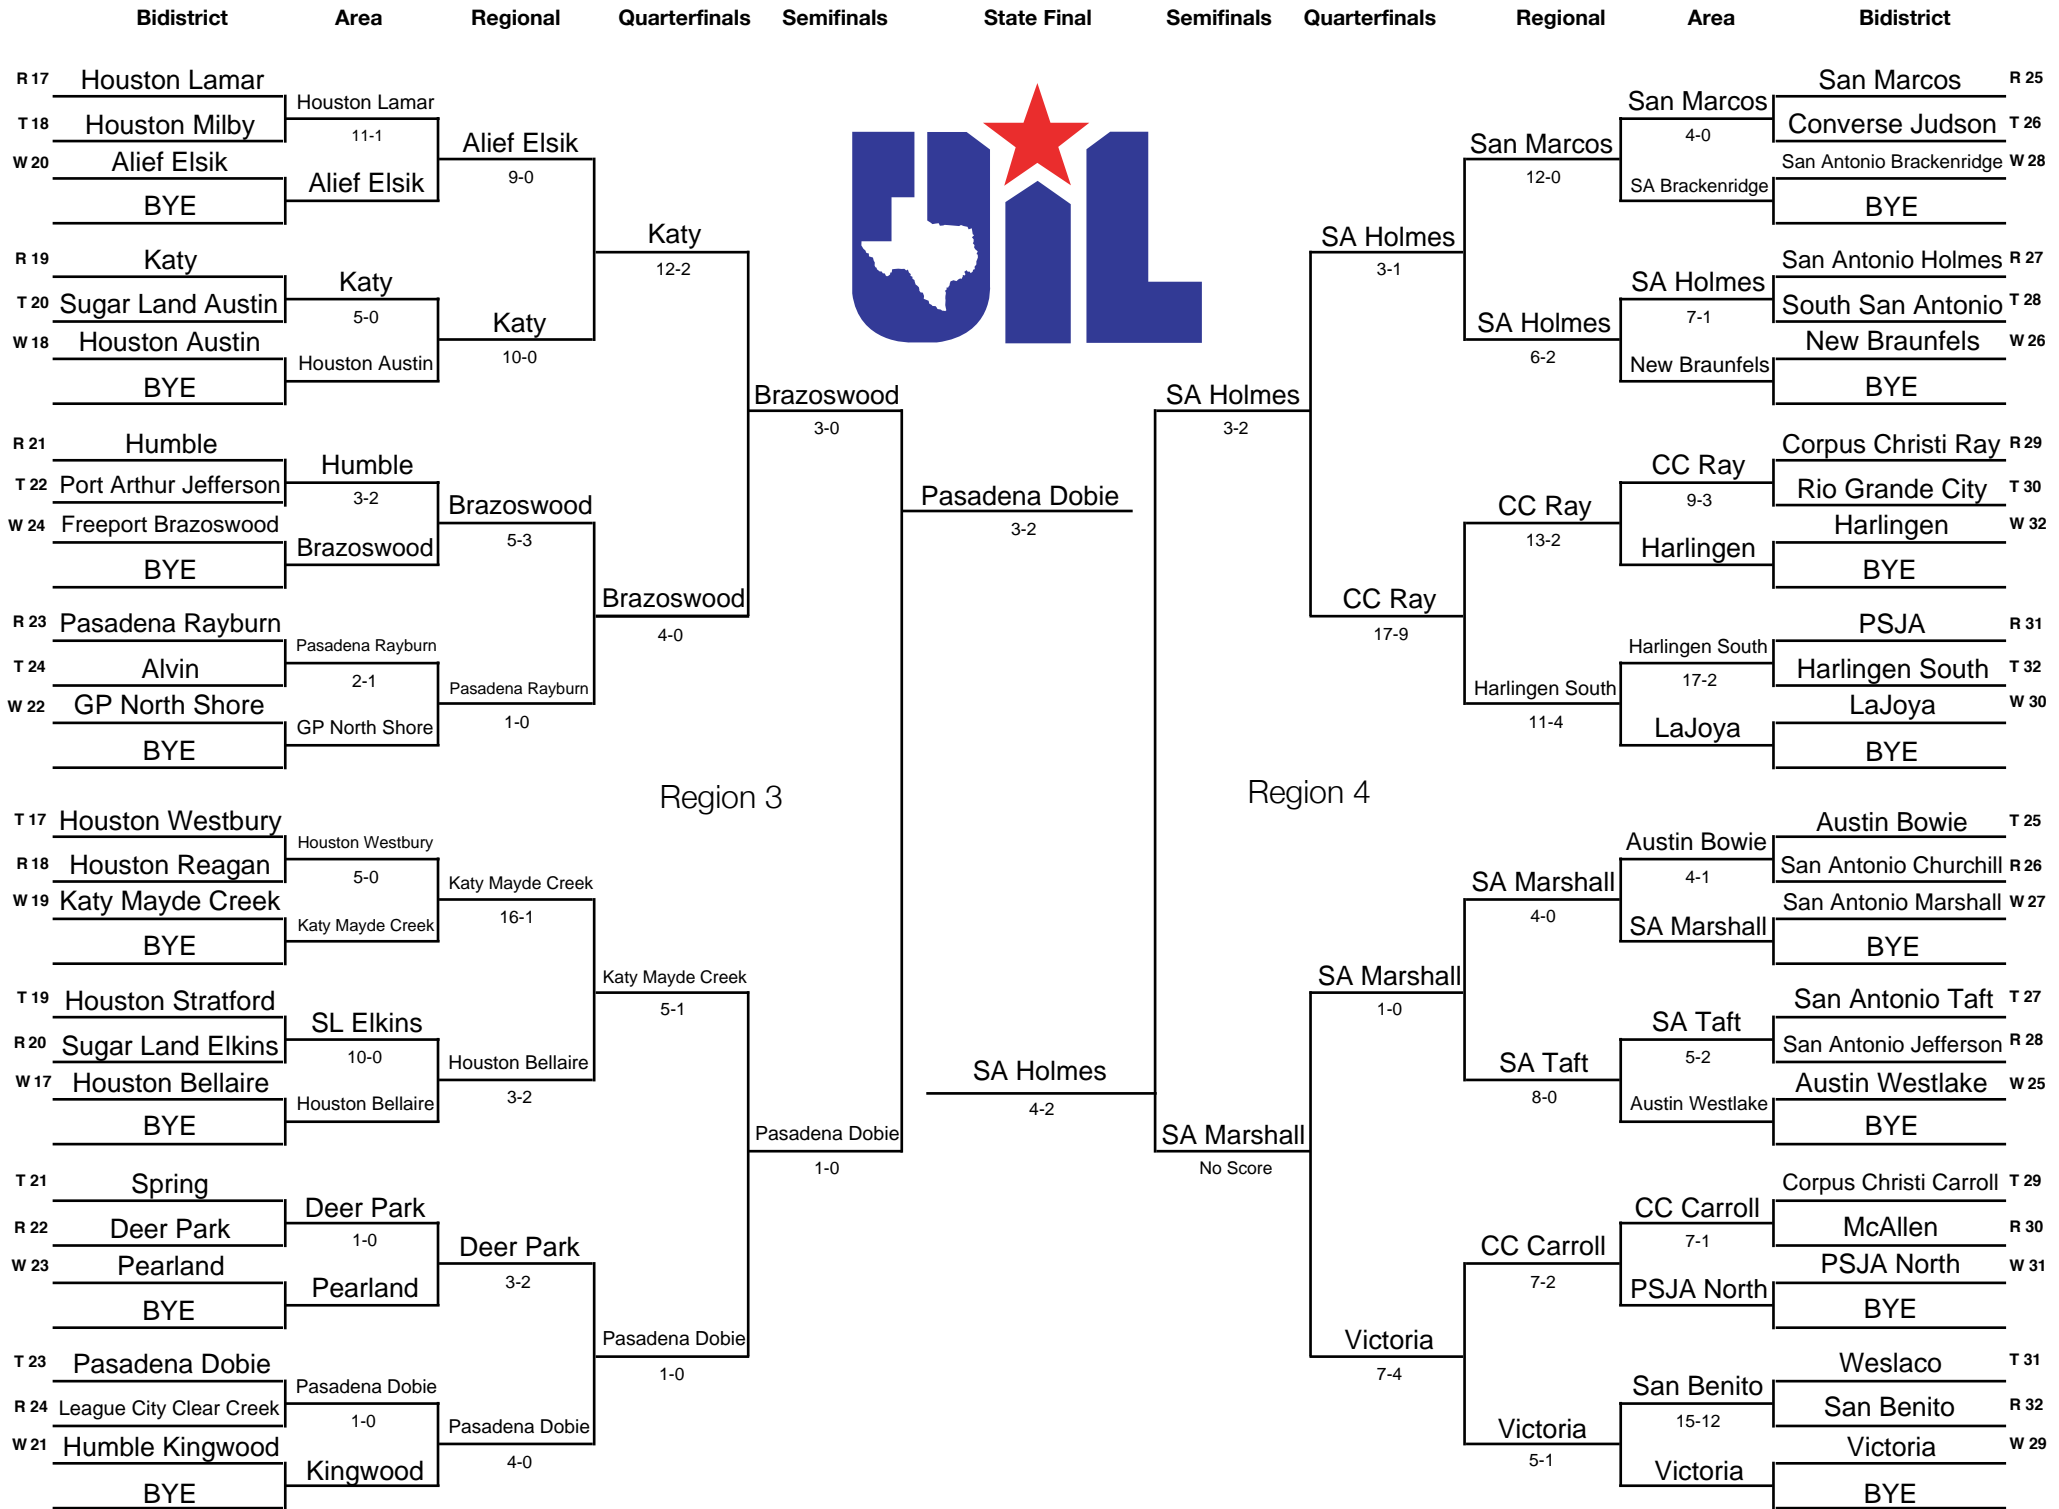 Bidistrict Area Regional Quarterfinals Semifinals State Final Semifinals Quarterfinals Regional Area Bidistrict
R 17 Houston Lamar
Houston Lamar
11-1
T 18 Houston Milby
W 20 Alief Elsik
Alief Elsik
BYE
Alief Elsik
9-0
R 19 Katy
Katy
5-0
T 20 Sugar Land Austin
W 18 Houston Austin
Houston Austin
BYE
Katy
10-0
Katy
12-2
R 21 Humble
Humble
3-2
T 22 Port Arthur Jefferson
W 24 Freeport Brazoswood
Brazoswood
BYE
Brazoswood
5-3
R 23 Pasadena Rayburn
Pasadena Rayburn
2-1
T 24 Alvin
W 22 GP North Shore
GP North Shore
BYE
Pasadena Rayburn
1-0
Brazoswood
4-0
Brazoswood
3-0
Region 3
T 17 Houston Westbury
Houston Westbury
5-0
R 18 Houston Reagan
W 19 Katy Mayde Creek
Katy Mayde Creek
BYE
Katy Mayde Creek
16-1
T 19 Houston Stratford
SL Elkins
10-0
R 20 Sugar Land Elkins
W 17 Houston Bellaire
Houston Bellaire
BYE
Houston Bellaire
3-2
Katy Mayde Creek
5-1
T 21 Spring
Deer Park
1-0
R 22 Deer Park
W 23 Pearland
Pearland
BYE
Deer Park
3-2
T 23 Pasadena Dobie
Pasadena Dobie
1-0
R 24 League City Clear Creek
W 21 Humble Kingwood
Kingwood
BYE
Pasadena Dobie
4-0
Pasadena Dobie
1-0
Pasadena Dobie
1-0
UIL
Pasadena Dobie
3-2
SA Holmes
4-2
San Marcos R 25
San Marcos
4-0
Converse Judson T 26
San Antonio Brackenridge W 28
SA Brackenridge
BYE
San Marcos
12-0
San Antonio Holmes R 27
SA Holmes
7-1
South San Antonio T 28
New Braunfels W 26
New Braunfels
BYE
SA Holmes
6-2
SA Holmes
3-1
Corpus Christi Ray R 29
CC Ray
9-3
Rio Grande City T 30
Harlingen W 32
Harlingen
BYE
CC Ray
13-2
PSJA R 31
Harlingen South
17-2
Harlingen South T 32
LaJoya W 30
LaJoya
BYE
Harlingen South
11-4
CC Ray
17-9
SA Holmes
3-2
Region 4
Austin Bowie T 25
Austin Bowie
4-1
San Antonio Churchill R 26
San Antonio Marshall W 27
SA Marshall
BYE
SA Marshall
4-0
San Antonio Taft T 27
SA Taft
5-2
San Antonio Jefferson R 28
Austin Westlake W 25
Austin Westlake
BYE
SA Taft
8-0
SA Marshall
1-0
Corpus Christi Carroll T 29
CC Carroll
7-1
McAllen R 30
PSJA North W 31
PSJA North
BYE
CC Carroll
7-2
Weslaco T 31
San Benito
15-12
San Benito R 32
Victoria W 29
Victoria
BYE
Victoria
5-1
Victoria
7-4
SA Marshall
No Score